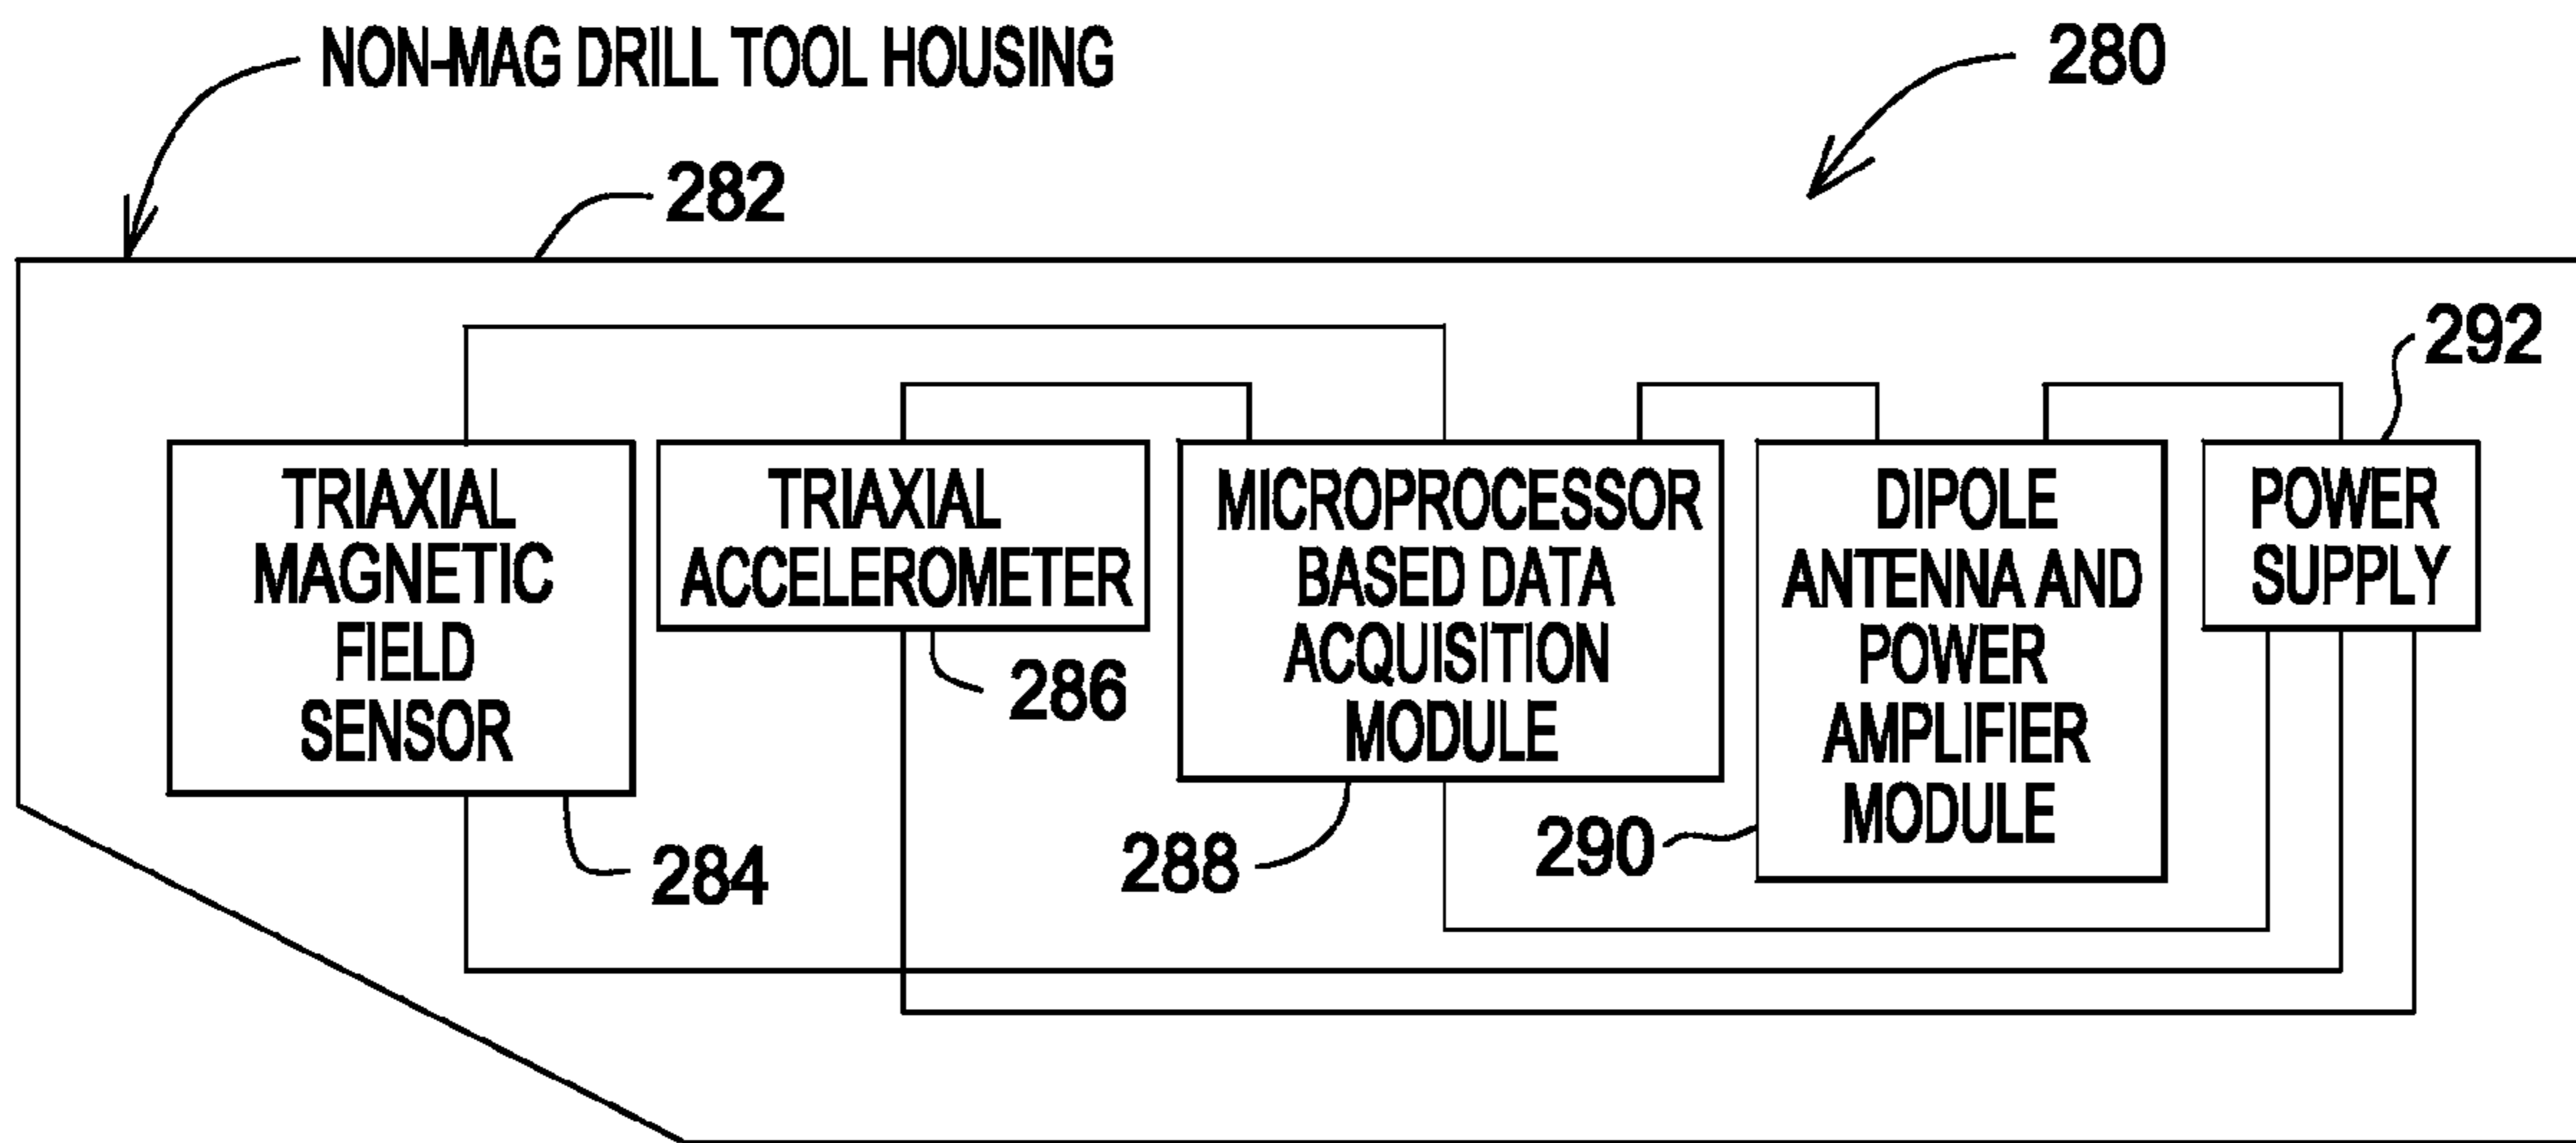 NON-MAG DRILL TOOL HOUSING
280
282
292
TRIAXIAL
MAGNETIC
FIELD
SENSOR
284
TRIAXIAL
ACCELEROMETER
286
MICROPROCESSOR
BASED DATA
ACQUISITION
MODULE
288
DIPOLE
ANTENNA AND
POWER
AMPLIFIER
MODULE
290
POWER
SUPPLY